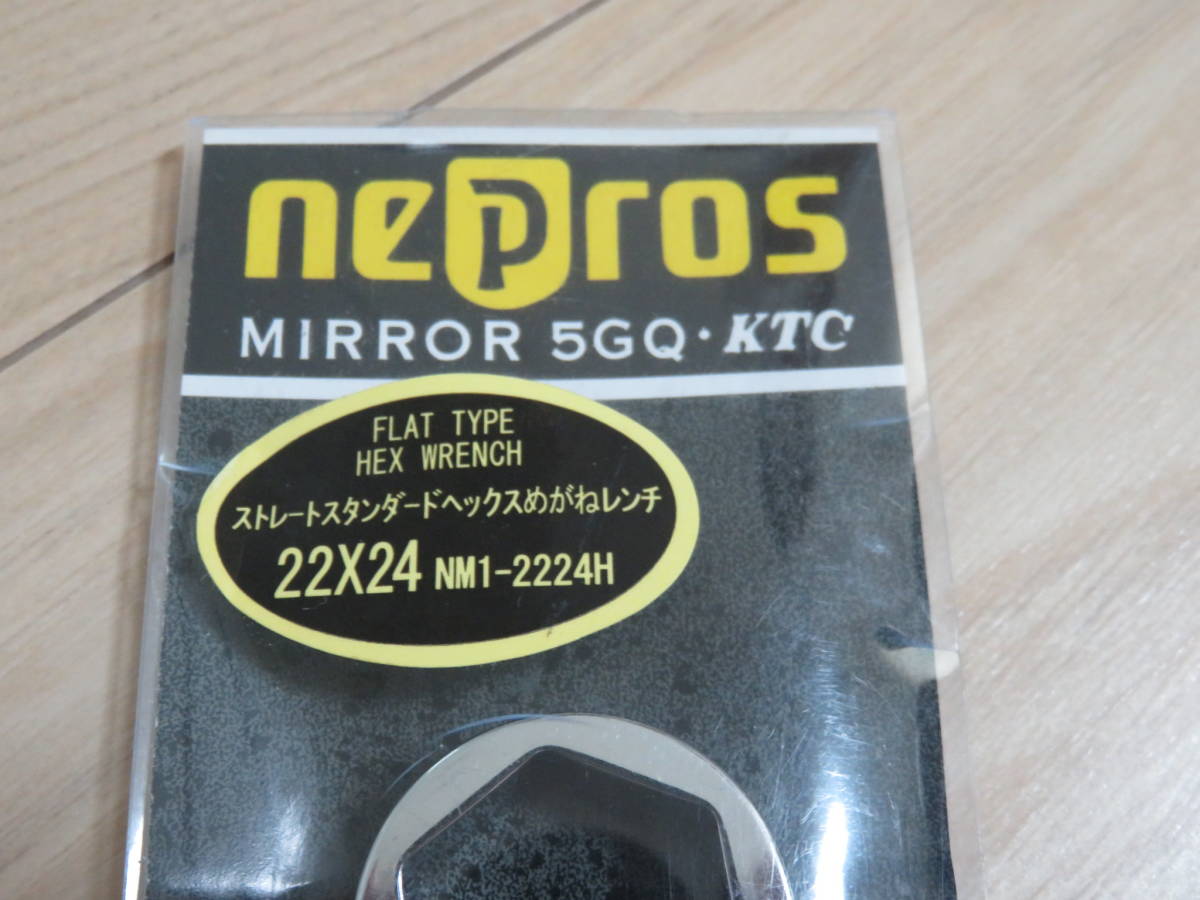 nepros
MIRROR 5GQ・KTC
FLAT TYPE
HEX WRENCH
ストレートスタンダードヘックスめがねレンチ
22X24 NM1-2224H